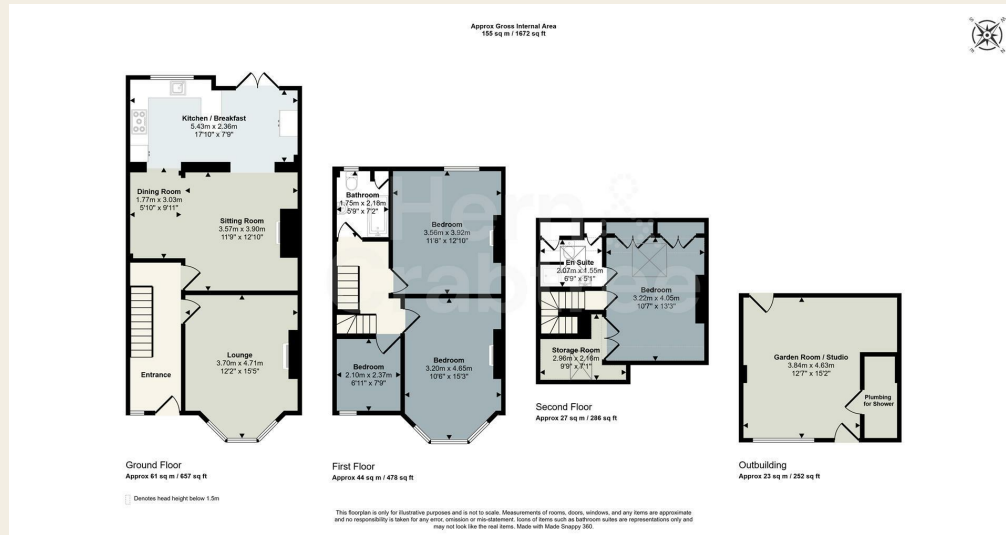 Approx Gross Internal Area
155 sq m / 1672 sq ft
Kitchen / Breakfast
5.43m x 2.36m
17'10" x 7'9"
Dining Room
1.77m x 3.03m
5'10" x 9'11"
Sitting Room
3.57m x 3.90m
11'9" x 12'10"
Lounge
3.70m x 4.71m
12'2" x 15'5"
Entrance
Ground Floor
Approx 61 sq m / 657 sq ft
Denotes head height below 1.5m
Bathroom
1.75m x 2.18m
5'9" x 7'2"
Bedroom
3.56m x 3.92m
11'8" x 12'10"
Bedroom
2.10m x 2.37m
6'11" x 7'9"
Bedroom
3.20m x 4.65m
10'6" x 15'3"
First Floor
Approx 44 sq m / 478 sq ft
En Suite
2.07m x 1.55m
6'9" x 5'1"
Bedroom
3.22m x 4.05m
10'7" x 13'3"
Storage Room
2.96m x 2.16m
9'9" x 7'1"
Second Floor
Approx 27 sq m / 286 sq ft
Garden Room / Studio
3.84m x 4.63m
12'7" x 15'2"
Plumbing
for Shower
Outbuilding
Approx 23 sq m / 252 sq ft
Hern &
Crabtree
This floorplan is only for illustrative purposes and is not to scale. Measurements of rooms, doors, windows, and any items are approximate
and no responsibility is taken for any error, omission or mis-statement. Icons of items such as bathroom suites are representations only and
may not look like the real items. Made with Made Snappy 360.